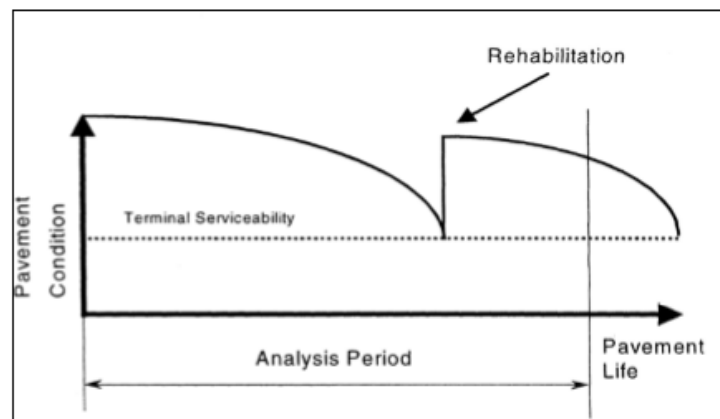 Rehabilitation
Pavement
Condition
Terminal Serviceability
Analysis Period
Pavement
Life